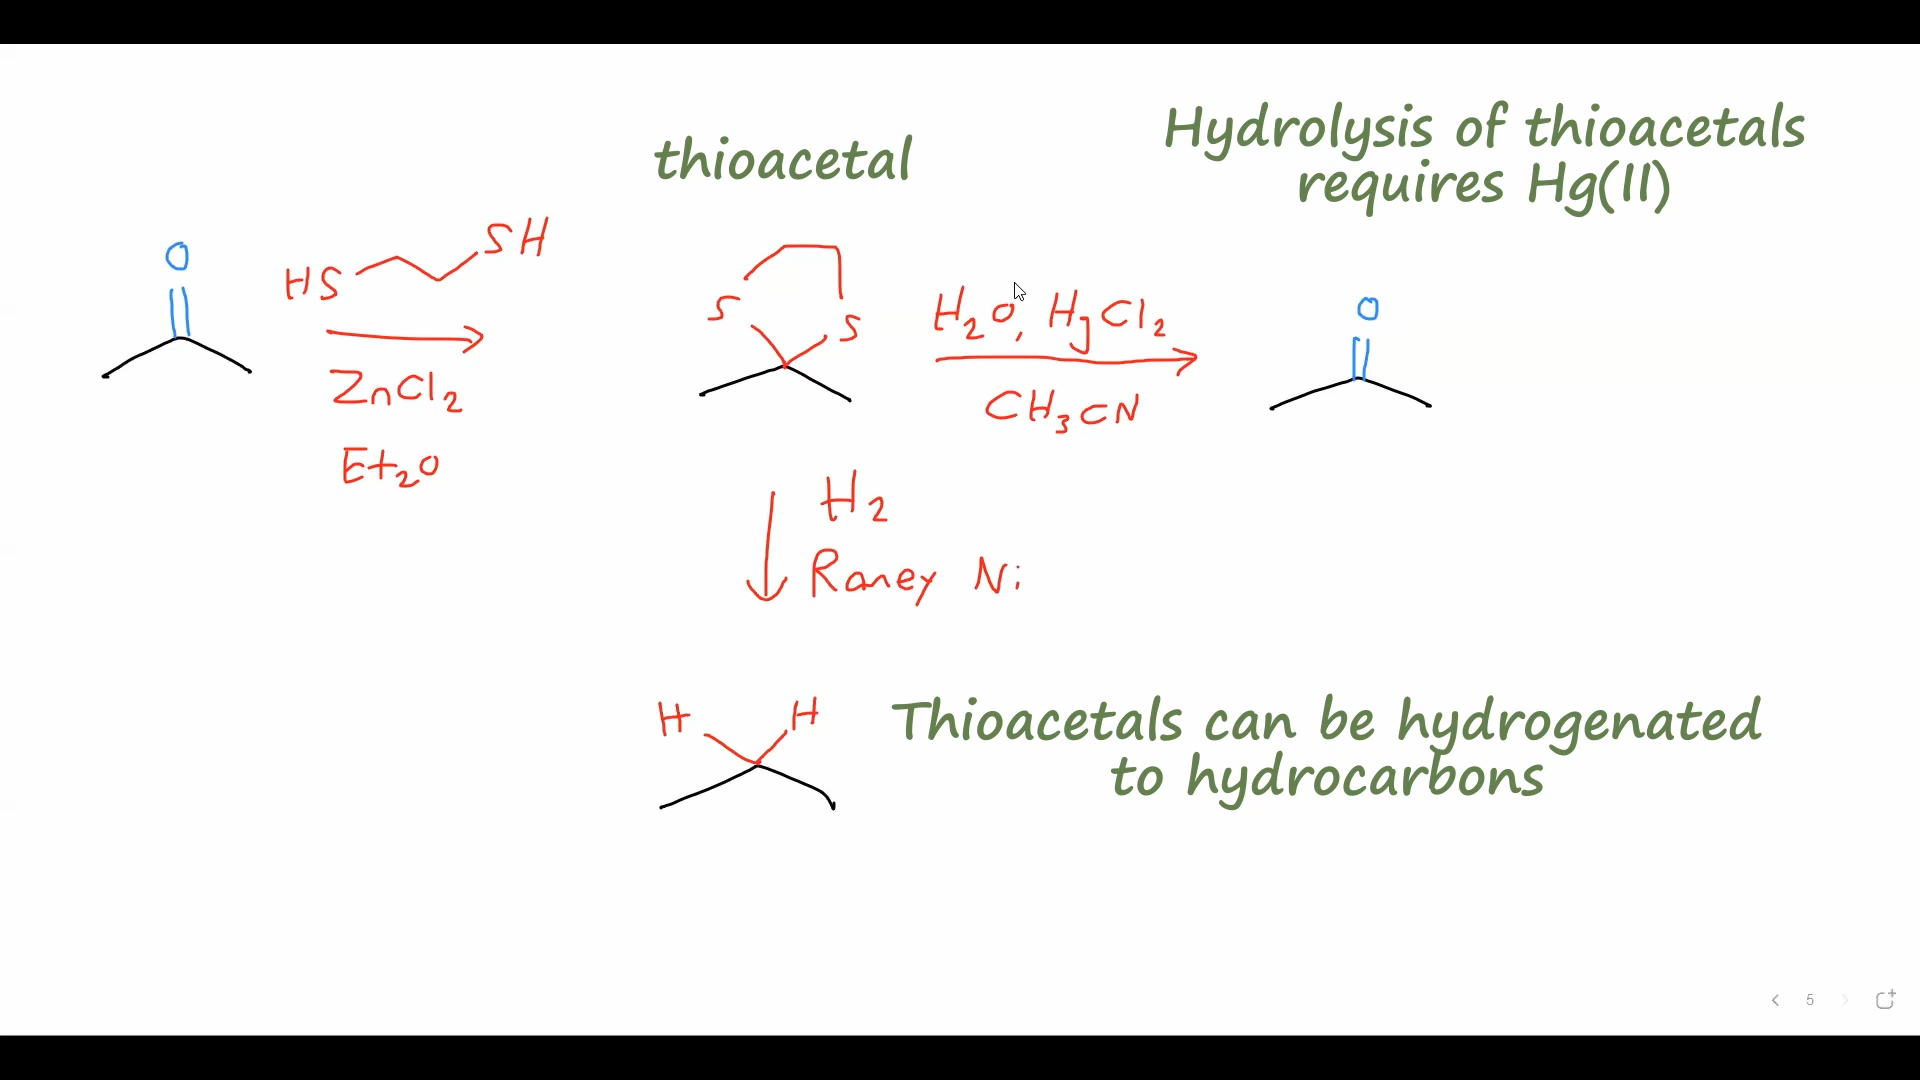 thioacetal
Hydrolysis of thioacetals
requires Hg(II)
O
HS SH
ZnCl2
Et2O
S S
H2O, HgCl2
CH3CN
O
H2
Raney Ni
H H
Thioacetals can be hydrogenated
to hydrocarbons
5